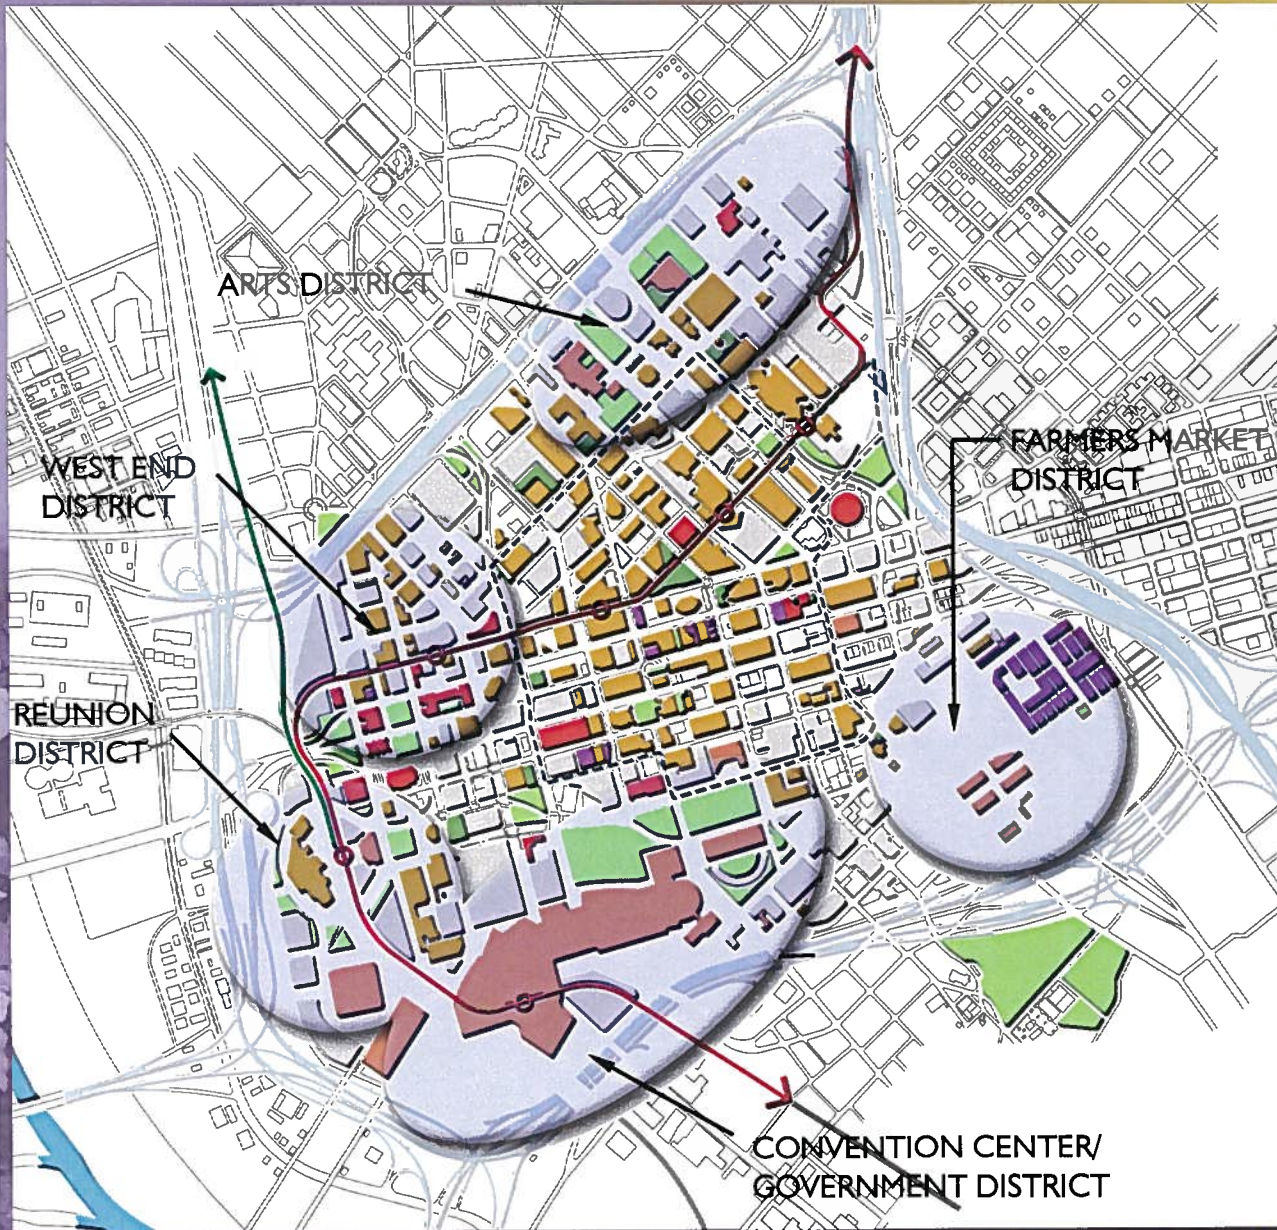 ARTS DISTRICT
WEST END
DISTRICT
FARMERS MARKET
DISTRICT
REUNION
DISTRICT
CONVENTION CENTER/
GOVERNMENT DISTRICT